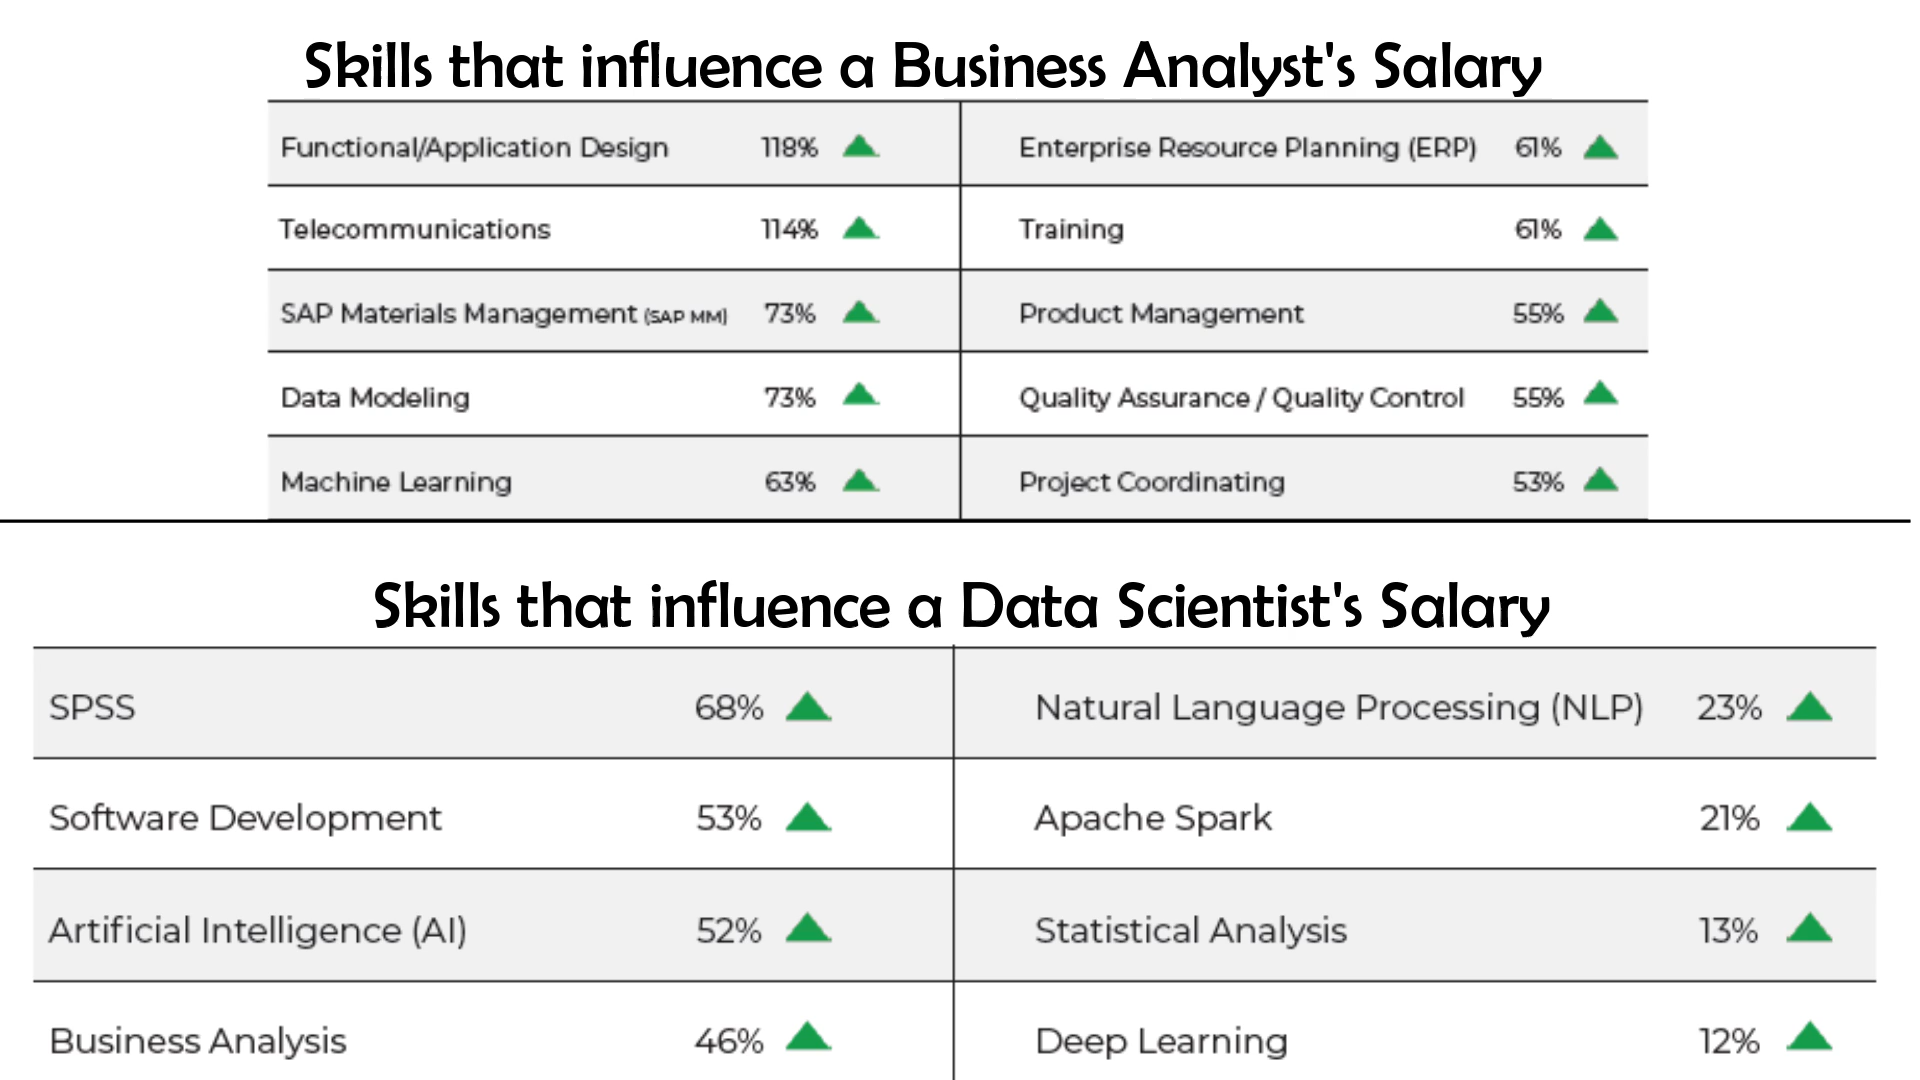 Skills that influence a Business Analyst's Salary
Functional/Application Design 118%
Enterprise Resource Planning (ERP) 61%
Telecommunications 114%
Training 61%
SAP Materials Management (SAP MM) 73%
Product Management 55%
Data Modeling 73%
Quality Assurance / Quality Control 55%
Machine Learning 63%
Project Coordinating 53%
Skills that influence a Data Scientist's Salary
SPSS 68%
Natural Language Processing (NLP) 23%
Software Development 53%
Apache Spark 21%
Artificial Intelligence (AI) 52%
Statistical Analysis 13%
Business Analysis 46%
Deep Learning 12%